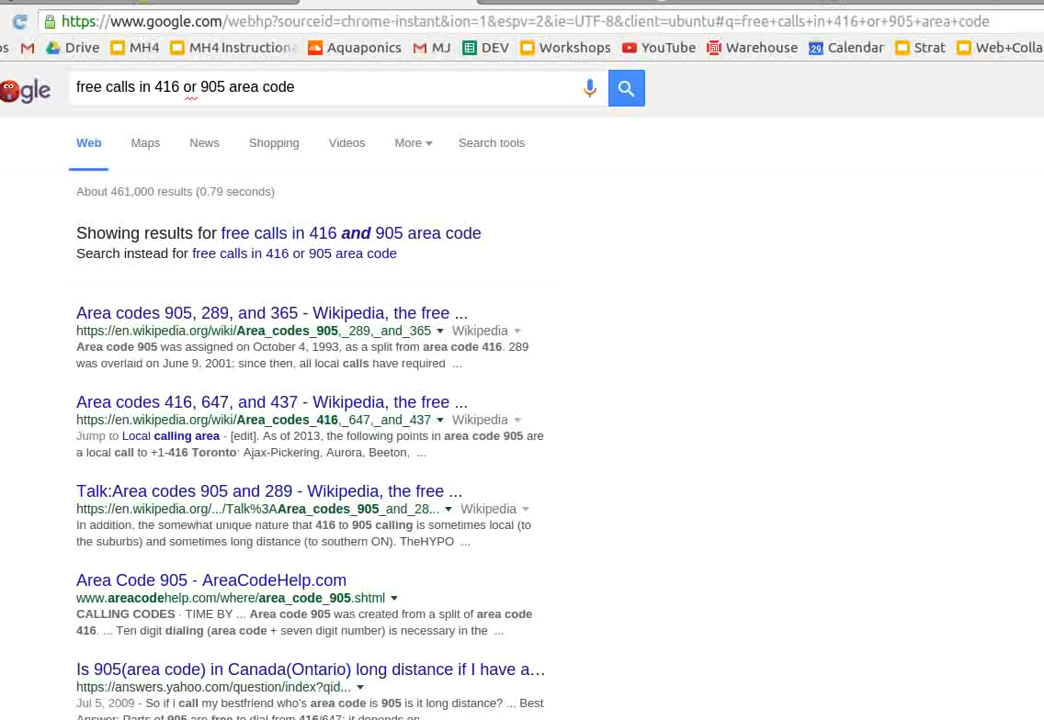 https://www.google.com/webhp?sourceid=chrome-instant&ion=1&espv=2&ie=UTF-8&client=ubuntu#q=free+calls+in+416+or+905+area+code
os Drive MH4 MH4Instruction Aquaponics MJ DEV Workshops YouTube Warehouse 29 Calendar Strat Web+Colla
gle free calls in 416 or 905 area code
Web Maps News Shopping Videos More Search tools
About 461,000 results (0.79 seconds)
Showing results for free calls in 416 and 905 area code
Search instead for free calls in 416 or 905 area code
Area codes 905, 289, and 365 - Wikipedia, the free ...
https://en.wikipedia.org/wiki/Area_codes_905,_289,_and_365 Wikipedia
Area code 905 was assigned on October 4, 1993, as a split from area code 416. 289
was overlaid on June 9, 2001; since then, all local calls have required ...
Area codes 416, 647, and 437 - Wikipedia, the free ...
https://en.wikipedia.org/wiki/Area_codes_416,_647,_and_437 Wikipedia
Jump to Local calling area - [edit]. As of 2013, the following points in area code 905 are
a local call to +1-416 Toronto: Ajax-Pickering, Aurora, Beeton, ...
Talk:Area codes 905 and 289 - Wikipedia, the free ...
https://en.wikipedia.org/.../Talk%3AArea_codes_905_and_28... Wikipedia
In addition, the somewhat unique nature that 416 to 905 calling is sometimes local (to
the suburbs) and sometimes long distance (to southern ON). TheHYPO ...
Area Code 905 - AreaCodeHelp.com
www.areacodehelp.com/where/area_code_905.shtml
CALLING CODES · TIME BY ... Area code 905 was created from a split of area code
416. ... Ten digit dialing (area code + seven digit number) is necessary in the ...
Is 905(area code) in Canada(Ontario) long distance if I have a...
https://answers.yahoo.com/question/index?qid...
Jul 5, 2009 - So if i call my bestfriend who's area code is 905 is it long distance? ... Best
Answer: Parts of 905 are free to dial from 416/647; it depends on